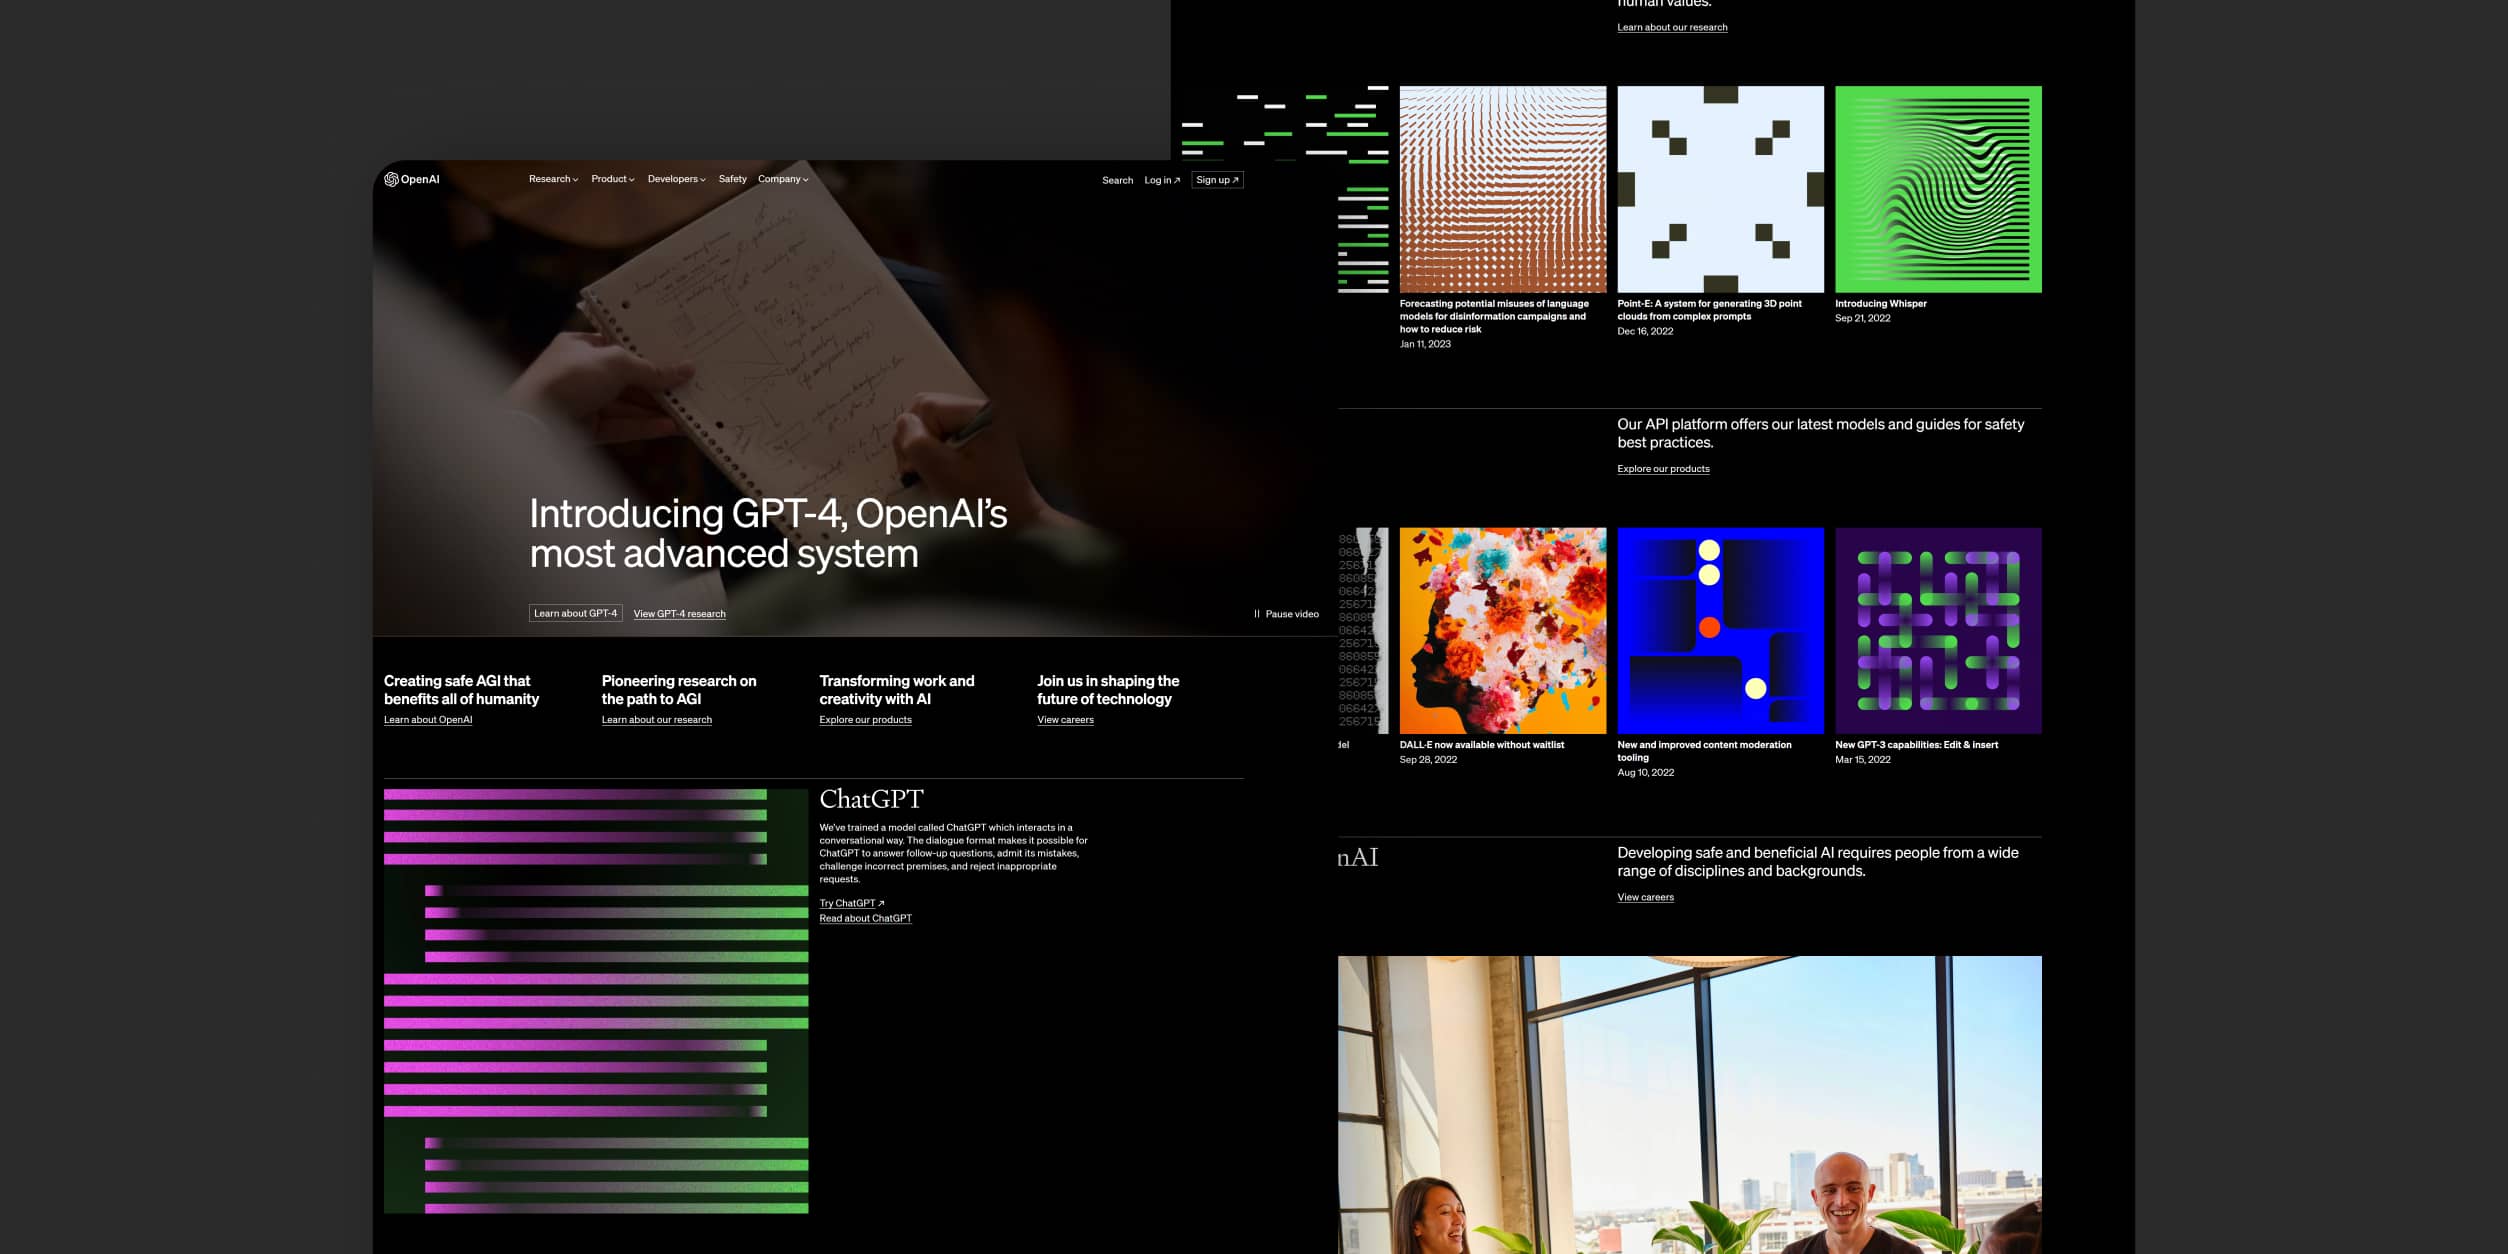 OpenAI
Research
Product
Developers
Safety
Company
Search
Log in ↗
Sign up ↗
Introducing GPT-4, OpenAI’s
most advanced system
Learn about GPT-4
View GPT-4 research
Pause video
Creating safe AGI that
benefits all of humanity
Learn about OpenAI
Pioneering research on
the path to AGI
Learn about our research
Transforming work and
creativity with AI
Explore our products
Join us in shaping the
future of technology
View careers
ChatGPT
We’ve trained a model called ChatGPT which interacts in a
conversational way. The dialogue format makes it possible for
ChatGPT to answer follow-up questions, admit its mistakes,
challenge incorrect premises, and reject inappropriate
requests.
Try ChatGPT ↗
Read about ChatGPT
human values.
Learn about our research
Forecasting potential misuses of language
models for disinformation campaigns and
how to reduce risk
Jan 11, 2023
Point-E: A system for generating 3D point
clouds from complex prompts
Dec 16, 2022
Introducing Whisper
Sep 21, 2022
Our API platform offers our latest models and guides for safety
best practices.
Explore our products
DALL·E now available without waitlist
Sep 28, 2022
New and improved content moderation
tooling
Aug 10, 2022
New GPT-3 capabilities: Edit & insert
Mar 15, 2022
nAI
Developing safe and beneficial AI requires people from a wide
range of disciplines and backgrounds.
View careers